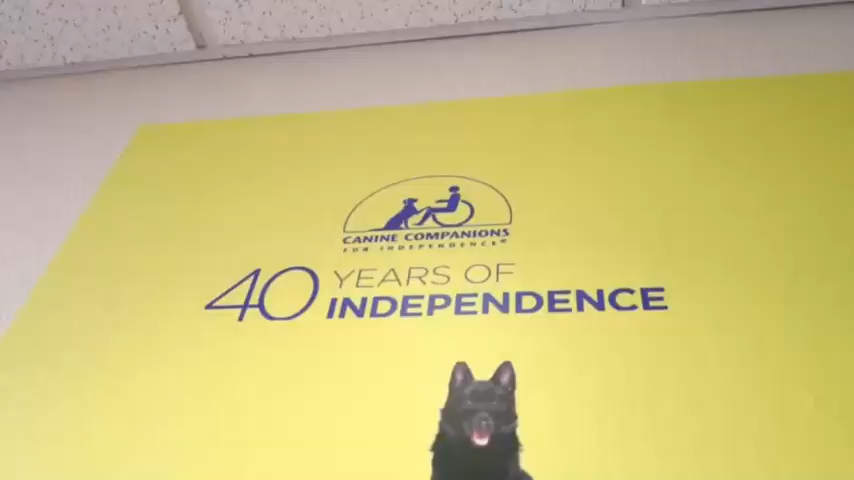 CANINE COMPANIONS
FOR INDEPENDENCE®
40 YEARS OF
INDEPENDENCE